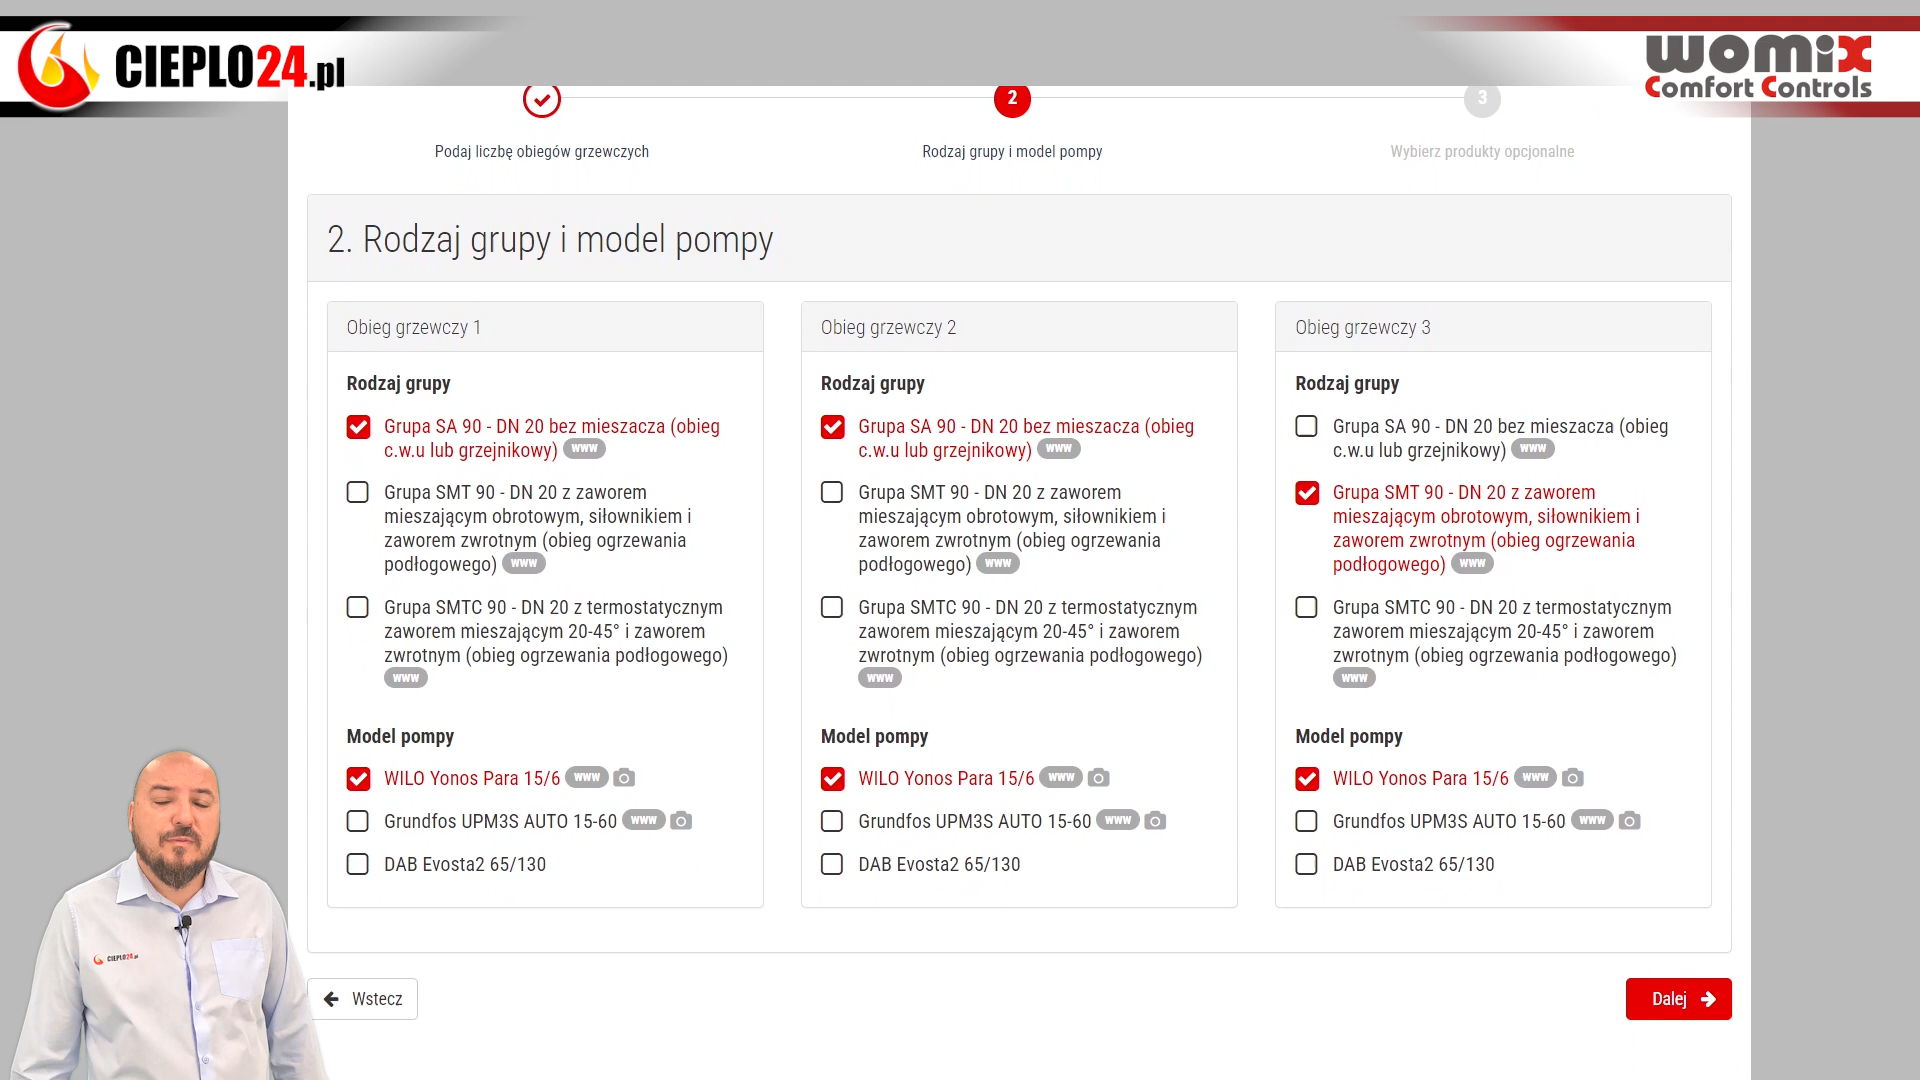 CIEPLO24.pl
womix
Comfort Controls
2
3
Podaj liczbę obiegów grzewczych
Rodzaj grupy i model pompy
Wybierz produkty opcjonalne
2. Rodzaj grupy i model pompy
Obieg grzewczy 1
Rodzaj grupy
Grupa SA 90 - DN 20 bez mieszacza (obieg
c.w.u lub grzejnikowy) www
Grupa SMT 90 - DN 20 z zaworem
mieszającym obrotowym, siłownikiem i
zaworem zwrotnym (obieg ogrzewania
podłogowego) www
Grupa SMTC 90 - DN 20 z termostatycznym
zaworem mieszającym 20-45° i zaworem
zwrotnym (obieg ogrzewania podłogowego)
www
Model pompy
WILO Yonos Para 15/6 www
Grundfos UPM3S AUTO 15-60 www
DAB Evosta2 65/130
Obieg grzewczy 2
Rodzaj grupy
Grupa SA 90 - DN 20 bez mieszacza (obieg
c.w.u lub grzejnikowy) www
Grupa SMT 90 - DN 20 z zaworem
mieszającym obrotowym, siłownikiem i
zaworem zwrotnym (obieg ogrzewania
podłogowego) www
Grupa SMTC 90 - DN 20 z termostatycznym
zaworem mieszającym 20-45° i zaworem
zwrotnym (obieg ogrzewania podłogowego)
www
Model pompy
WILO Yonos Para 15/6 www
Grundfos UPM3S AUTO 15-60 www
DAB Evosta2 65/130
Obieg grzewczy 3
Rodzaj grupy
Grupa SA 90 - DN 20 bez mieszacza (obieg
c.w.u lub grzejnikowy) www
Grupa SMT 90 - DN 20 z zaworem
mieszającym obrotowym, siłownikiem i
zaworem zwrotnym (obieg ogrzewania
podłogowego) www
Grupa SMTC 90 - DN 20 z termostatycznym
zaworem mieszającym 20-45° i zaworem
zwrotnym (obieg ogrzewania podłogowego)
www
Model pompy
WILO Yonos Para 15/6 www
Grundfos UPM3S AUTO 15-60 www
DAB Evosta2 65/130
CIEPLO24.pl
Wstecz
Dalej